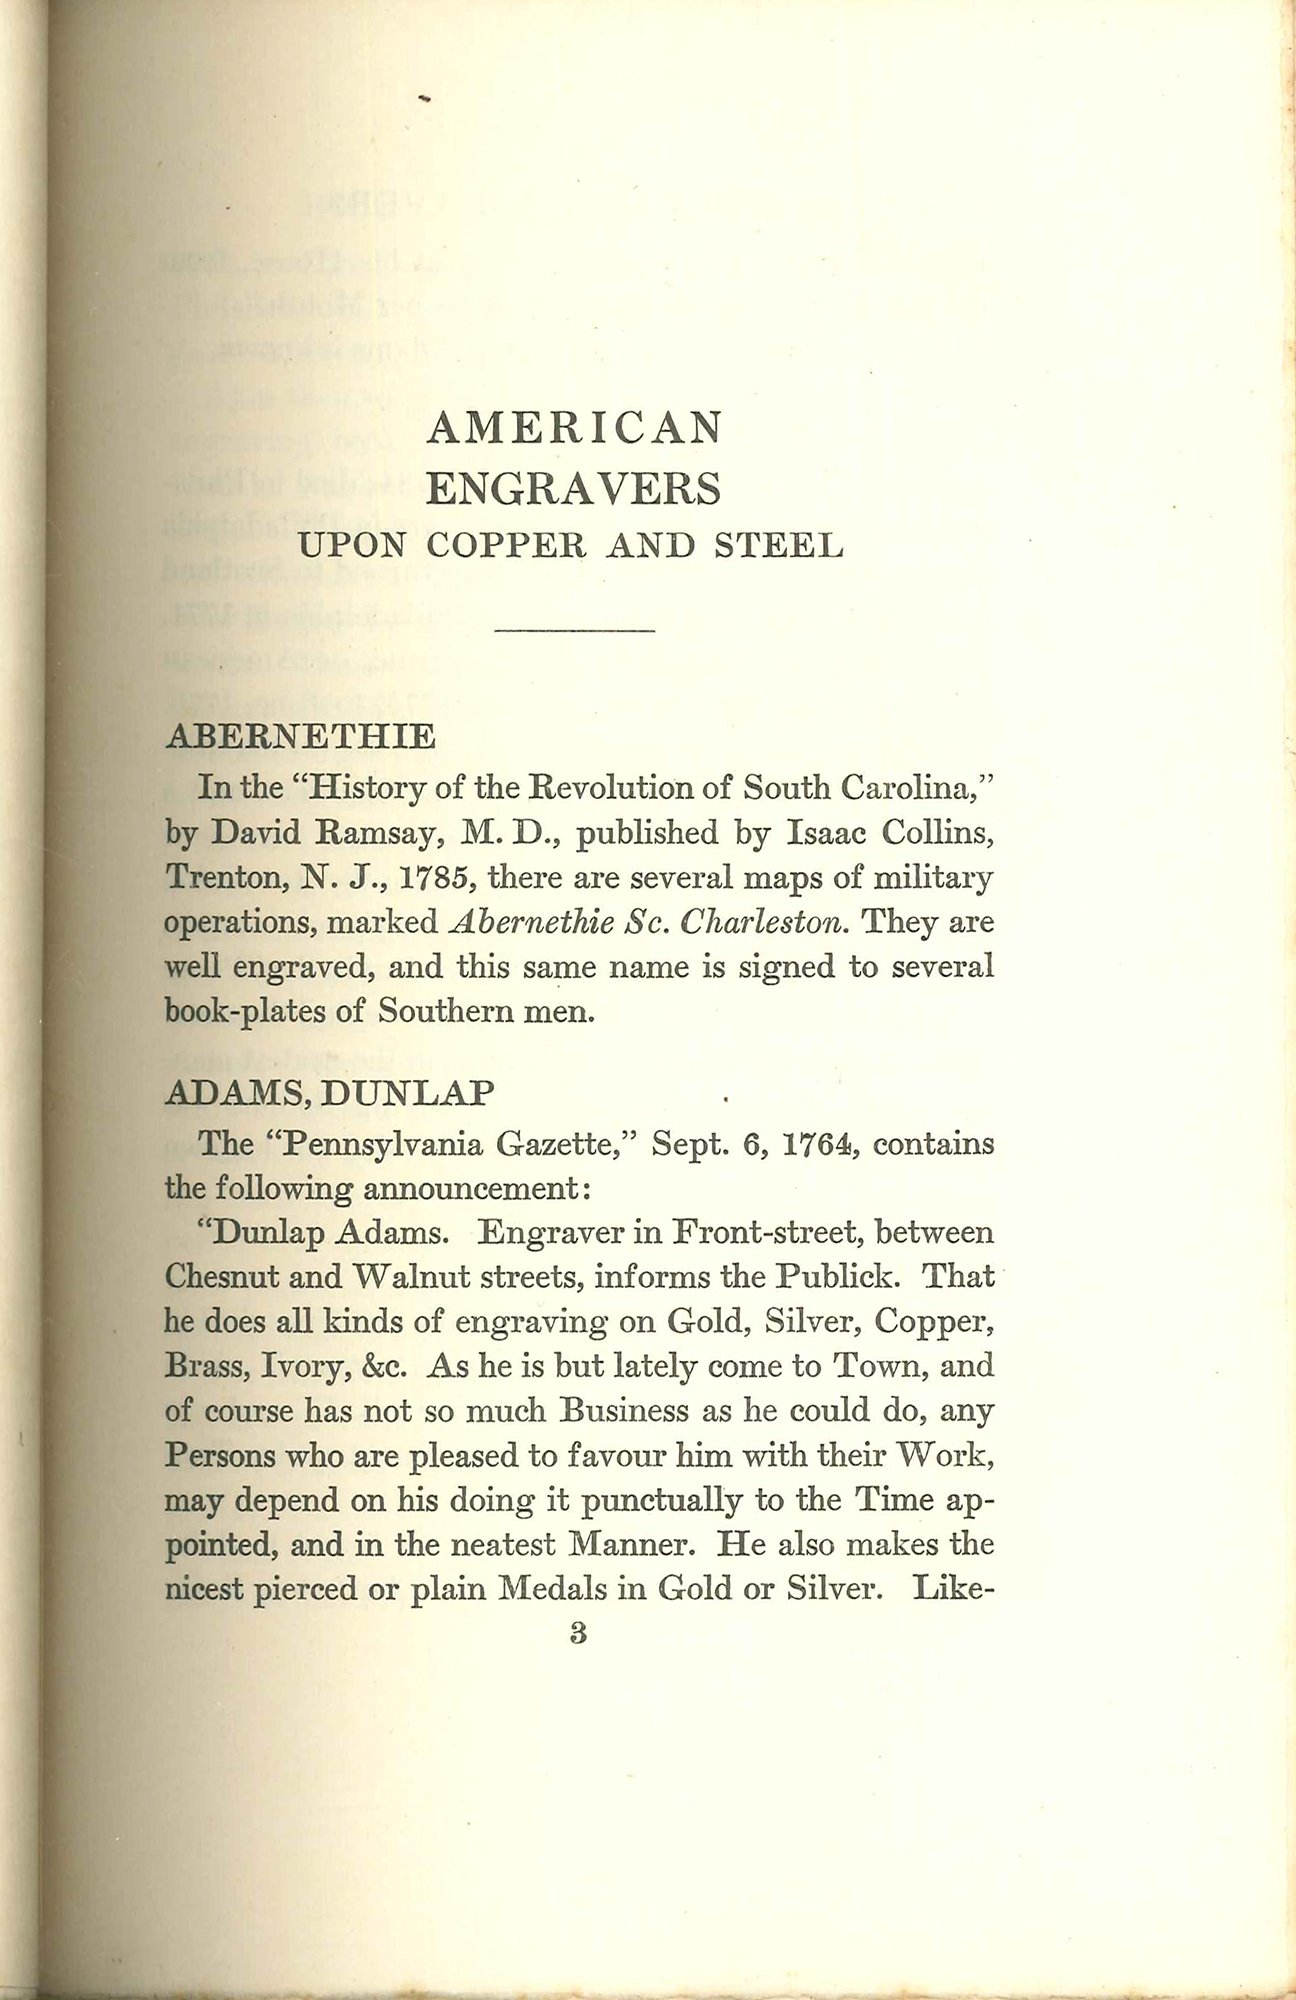 AMERICAN
ENGRAVERS
UPON COPPER AND STEEL
ABERNETHIE
In the “History of the Revolution of South Carolina,”
by David Ramsay, M. D., published by Isaac Collins,
Trenton, N. J., 1785, there are several maps of military
operations, marked Abernethie Sc. Charleston. They are
well engraved, and this same name is signed to several
book-plates of Southern men.
ADAMS, DUNLAP
The “Pennsylvania Gazette,” Sept. 6, 1764, contains
the following announcement:
“Dunlap Adams. Engraver in Front-street, between
Chesnut and Walnut streets, informs the Publick. That
he does all kinds of engraving on Gold, Silver, Copper,
Brass, Ivory, &c. As he is but lately come to Town, and
of course has not so much Business as he could do, any
Persons who are pleased to favour him with their Work,
may depend on his doing it punctually to the Time ap-
pointed, and in the neatest Manner. He also makes the
nicest pierced or plain Medals in Gold or Silver. Like-
3